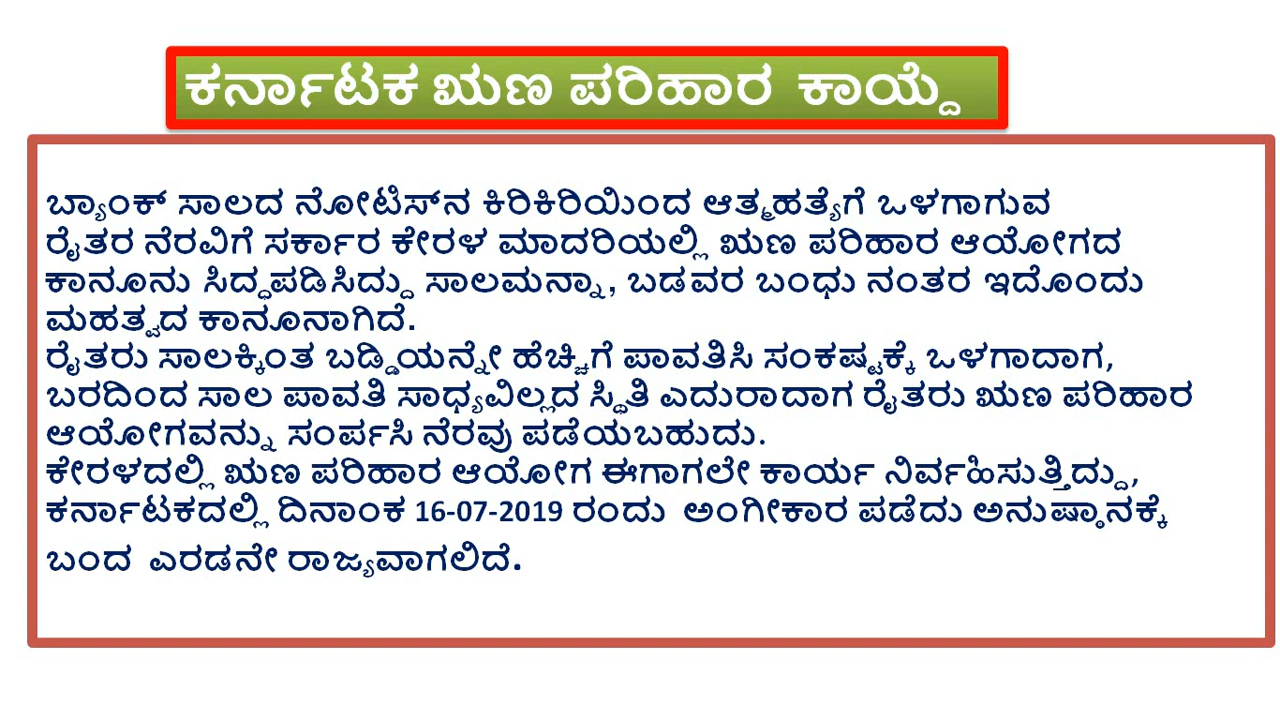 ಕರ್ನಾಟಕ ಋಣ ಪರಿಹಾರ ಕಾಯ್ದೆ
ಬ್ಯಾಂಕ್ ಸಾಲದ ನೋಟಿಸ್‌ನ ಕಿರಿಕಿರಿಯಿಂದ ಆತ್ಮಹತ್ಯೆಗೆ ಒಳಗಾಗುವ
ರೈತರ ನೆರವಿಗೆ ಸರ್ಕಾರ ಕೇರಳ ಮಾದರಿಯಲ್ಲಿ ಋಣ ಪರಿಹಾರ ಆಯೋಗದ
ಕಾನೂನು ಸಿದ್ಧಪಡಿಸಿದ್ದು ಸಾಲಮನ್ನಾ, ಬಡವರ ಬಂಧು ನಂತರ ಇದೊಂದು
ಮಹತ್ವದ ಕಾನೂನಾಗಿದೆ.
ರೈತರು ಸಾಲಕ್ಕಿಂತ ಬಡ್ಡಿಯನ್ನೇ ಹೆಚ್ಚಿಗೆ ಪಾವತಿಸಿ ಸಂಕಷ್ಟಕ್ಕೆ ಒಳಗಾದಾಗ,
ಬರದಿಂದ ಸಾಲ ಪಾವತಿ ಸಾಧ್ಯವಿಲ್ಲದ ಸ್ಥಿತಿ ಎದುರಾದಾಗ ರೈತರು ಋಣ ಪರಿಹಾರ
ಆಯೋಗವನ್ನು ಸಂಪರ್ಕಿಸಿ ನೆರವು ಪಡೆಯಬಹುದು.
ಕೇರಳದಲ್ಲಿ ಋಣ ಪರಿಹಾರ ಆಯೋಗ ಈಗಾಗಲೇ ಕಾರ್ಯ ನಿರ್ವಹಿಸುತ್ತಿದ್ದು,
ಕರ್ನಾಟಕದಲ್ಲಿ ದಿನಾಂಕ 16-07-2019 ರಂದು ಅಂಗೀಕಾರ ಪಡೆದು ಅನುಷ್ಠಾನಕ್ಕೆ
ಬಂದ ಎರಡನೇ ರಾಜ್ಯವಾಗಲಿದೆ.